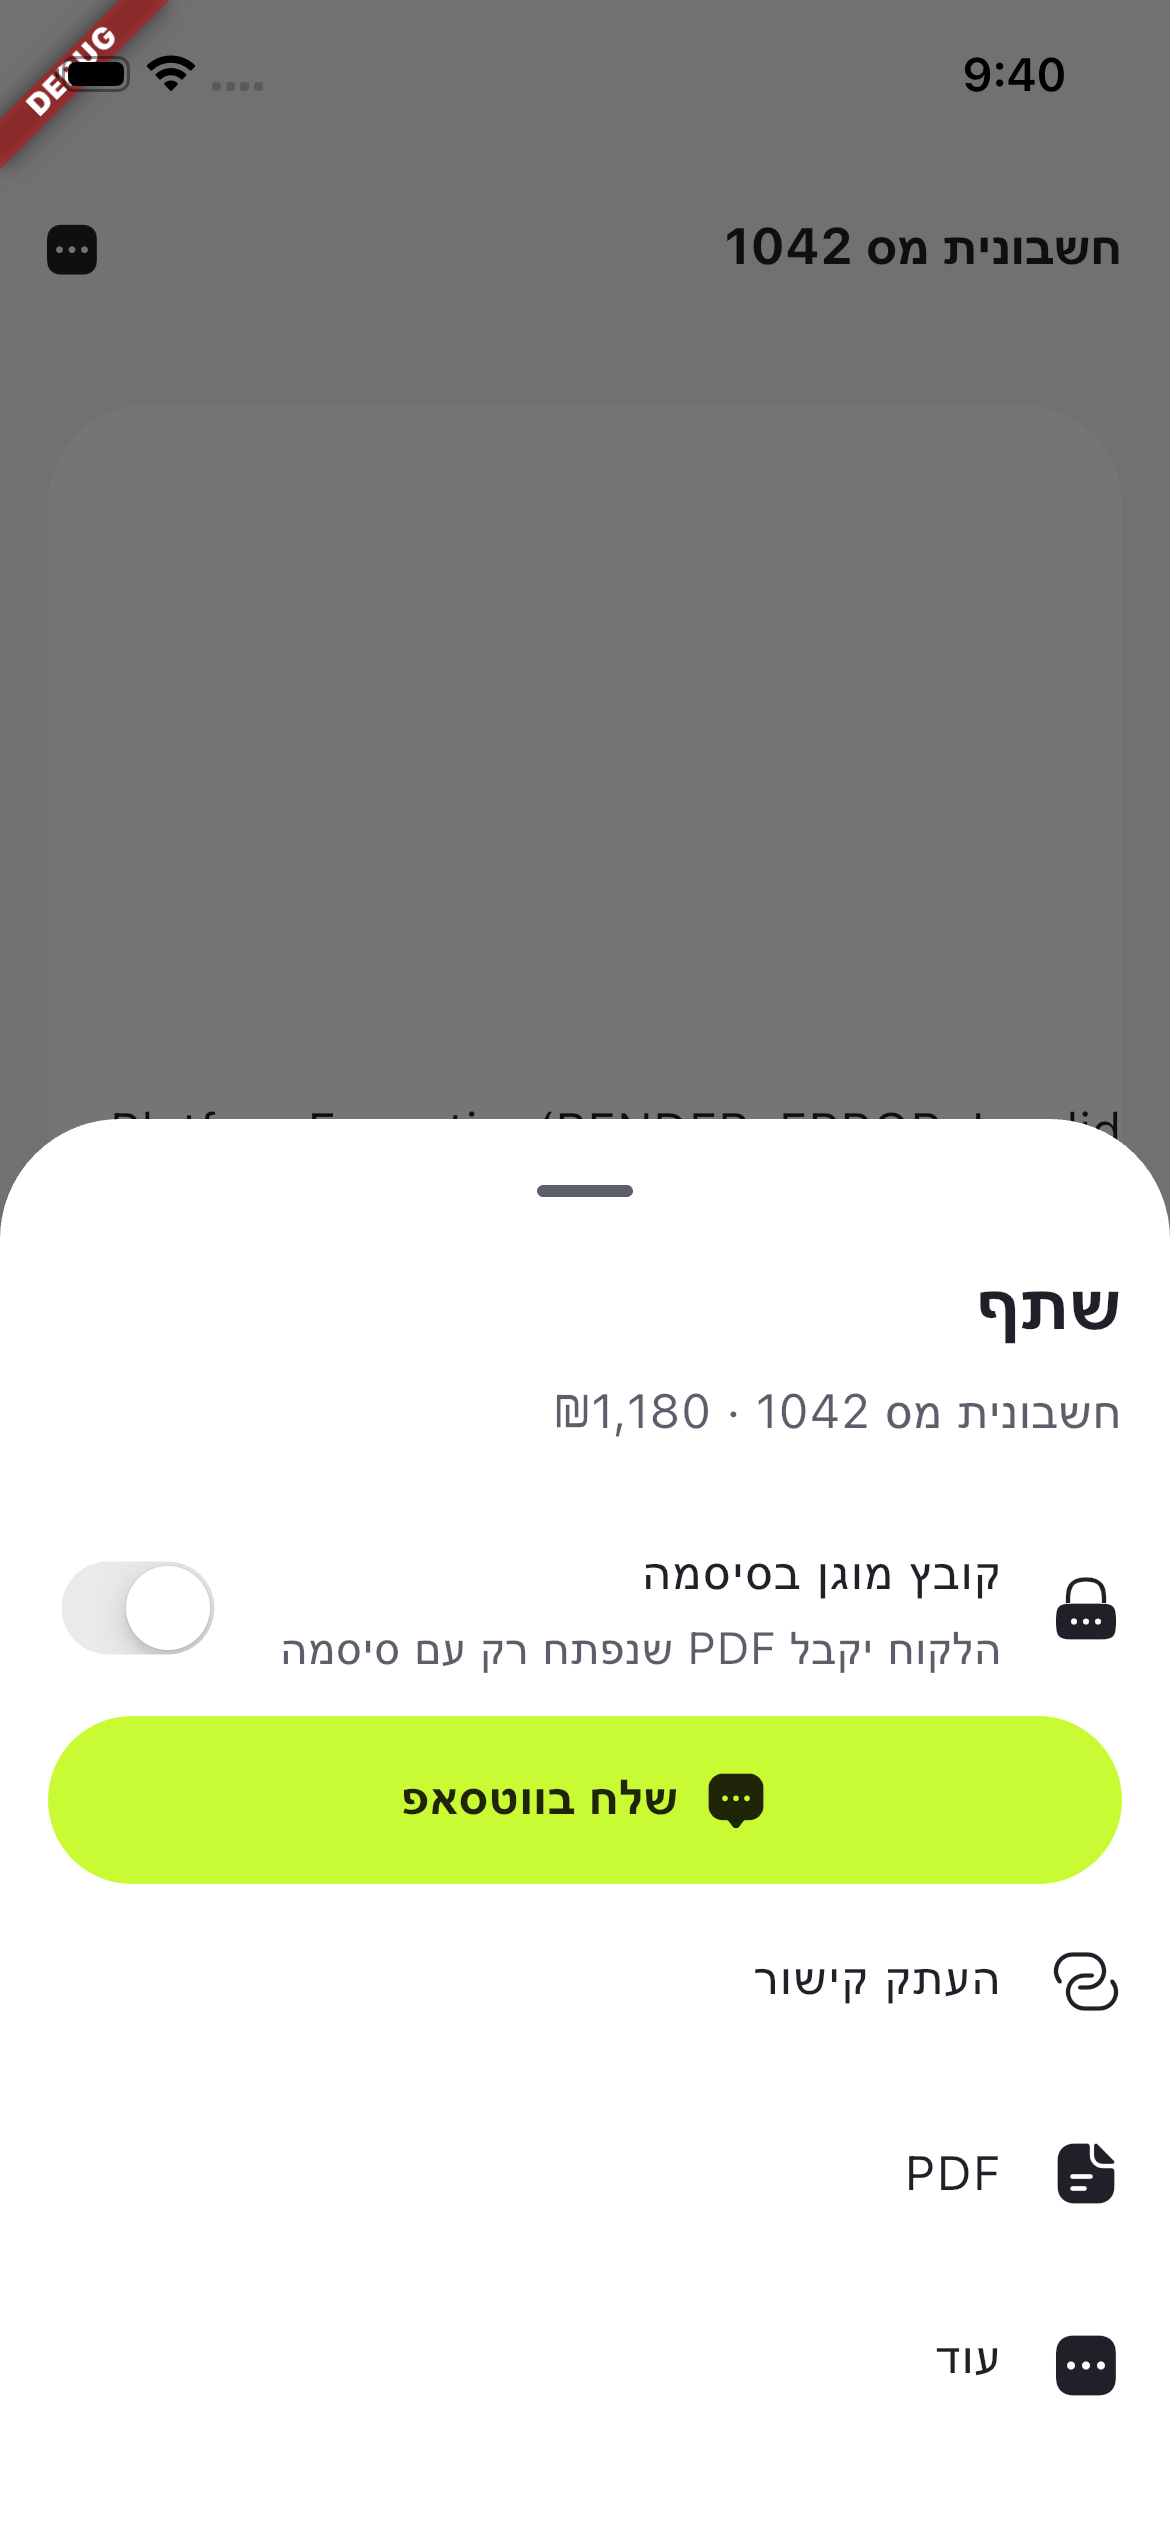 9:40
DEBUG
חשבונית מס 1042
שתף
חשבונית מס 1042 · ₪1,180
קובץ מוגן בסיסמה
הלקוח יקבל PDF שנפתח רק עם סיסמה
שלח בווטסאפ
העתק קישור
PDF
עוד